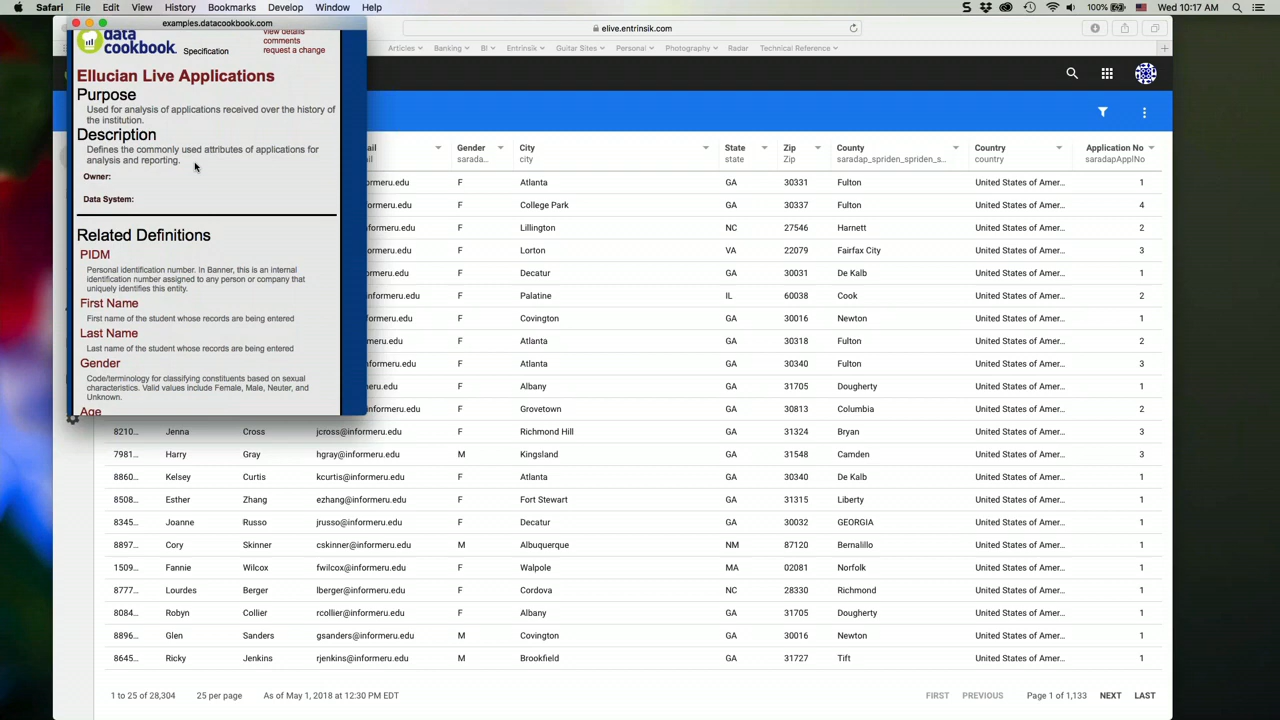 Safari File Edit View History Bookmarks Develop Window Help 100% Wed 10:17 AM
examples.datacookbook.com
elive.entrinsik.com
data cookbook. Specification
view details
comments
request a change
Articles Banking BI Entrinsik Guitar Sites Personal Photography Radar Technical Reference
Ellucian Live Applications
Purpose
Used for analysis of applications received over the history of
the institution.
Description
Defines the commonly used attributes of applications for
analysis and reporting.
Owner:
Data System:
Related Definitions
PIDM
Personal identification number. In Banner, this is an internal
identification number assigned to any person or company that
uniquely identifies this entity.
First Name
First name of the student whose records are being entered
Last Name
Last name of the student whose records are being entered
Gender
Code/terminology for classifying constituents based on sexual
characteristics. Valid values include Female, Male, Neuter, and
Unknown.
Age
Gender City State Zip County Country Application No
sarada... city state Zip saradap_spriden_spriden_s... country saradapApplNo
F Atlanta GA 30331 Fulton United States of Amer... 1
F College Park GA 30337 Fulton United States of Amer... 4
F Lillington NC 27546 Harnett United States of Amer... 2
F Lorton VA 22079 Fairfax City United States of Amer... 3
F Decatur GA 30031 De Kalb United States of Amer... 1
F Palatine IL 60038 Cook United States of Amer... 2
F Covington GA 30016 Newton United States of Amer... 1
F Atlanta GA 30318 Fulton United States of Amer... 2
F Atlanta GA 30340 Fulton United States of Amer... 3
F Albany GA 31705 Dougherty United States of Amer... 1
F Grovetown GA 30813 Columbia United States of Amer... 2
8210... Jenna Cross jcross@informeru.edu F Richmond Hill GA 31324 Bryan United States of Amer... 3
7981... Harry Gray hgray@informeru.edu M Kingsland GA 31548 Camden United States of Amer... 3
8860... Kelsey Curtis kcurtis@informeru.edu F Atlanta GA 30340 De Kalb United States of Amer... 1
8508... Esther Zhang ezhang@informeru.edu F Fort Stewart GA 31315 Liberty United States of Amer... 1
8345... Joanne Russo jrusso@informeru.edu F Decatur GA 30032 GEORGIA United States of Amer... 1
8897... Cory Skinner cskinner@informeru.edu M Albuquerque NM 87120 Bernalillo United States of Amer... 1
1509... Fannie Wilcox fwilcox@informeru.edu F Walpole MA 02081 Norfolk United States of Amer... 1
8777... Lourdes Berger lberger@informeru.edu F Cordova NC 28330 Richmond United States of Amer... 1
8084... Robyn Collier rcollier@informeru.edu F Albany GA 31705 Dougherty United States of Amer... 1
8896... Glen Sanders gsanders@informeru.edu M Covington GA 30016 Newton United States of Amer... 1
8645... Ricky Jenkins rjenkins@informeru.edu M Brookfield GA 31727 Tift United States of Amer... 1
1 to 25 of 28,304 25 per page As of May 1, 2018 at 12:30 PM EDT FIRST PREVIOUS Page 1 of 1,133 NEXT LAST